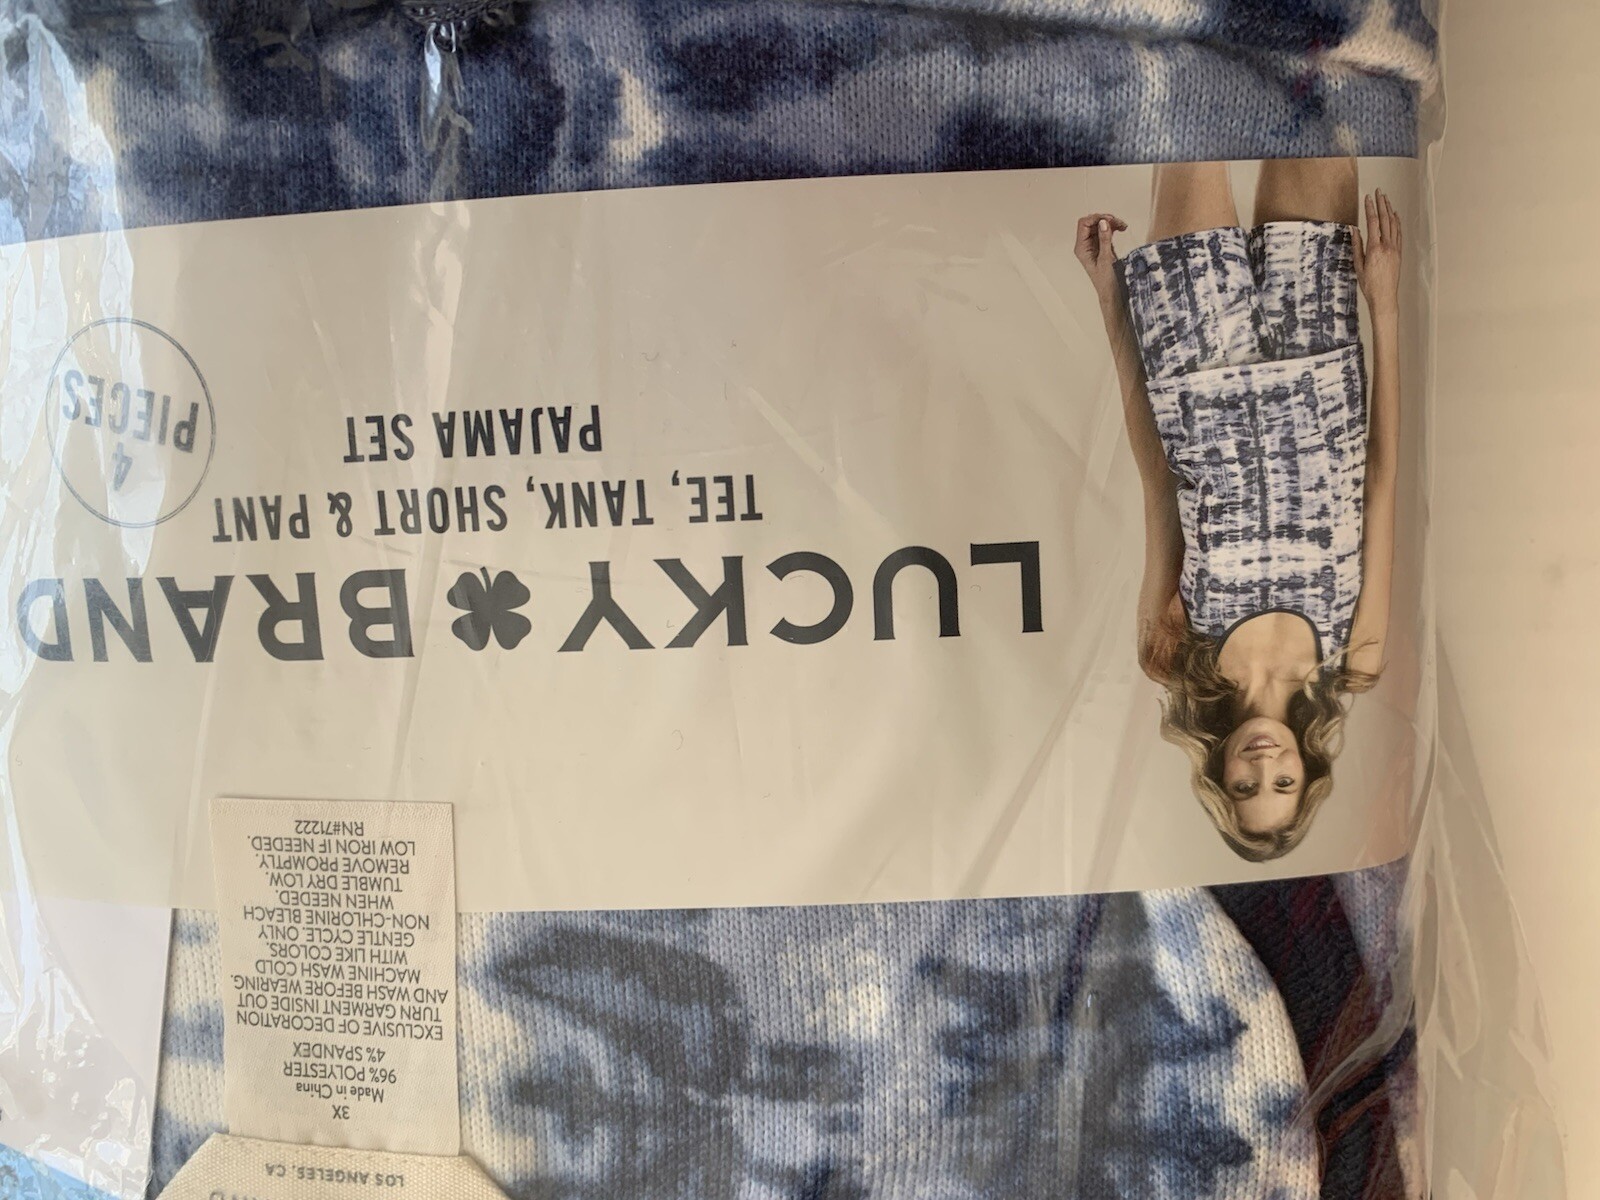 LUCKY BRAND
TEE, TANK, SHORT & PANT
PAJAMA SET
4
PIECES
LOS ANGELES, CA
3X
Made in China
96% POLYESTER
4% SPANDEX
EXCLUSIVE OF DECORATION
TURN GARMENT INSIDE OUT
AND WASH BEFORE WEARING.
MACHINE WASH COLD
WITH LIKE COLORS.
GENTLE CYCLE. ONLY
NON-CHLORINE BLEACH
WHEN NEEDED.
TUMBLE DRY LOW.
REMOVE PROMPTLY.
LOW IRON IF NEEDED.
RN#71222